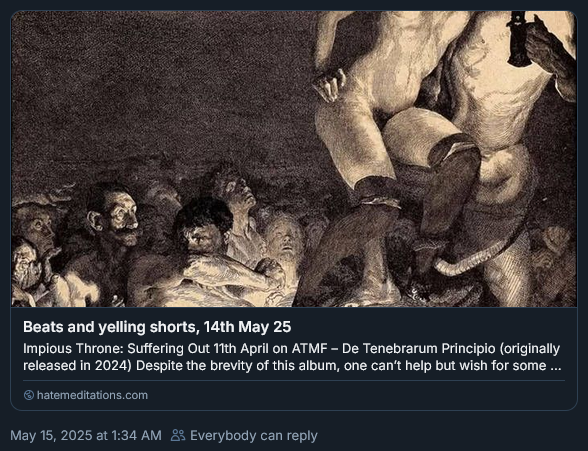 Beats and yelling shorts, 14th May 25
Impious Throne: Suffering Out 11th April on ATMF – De Tenebrarum Principio (originally
released in 2024) Despite the brevity of this album, one can’t help but wish for some ...
hatemeditations.com
May 15, 2025 at 1:34 AM Everybody can reply